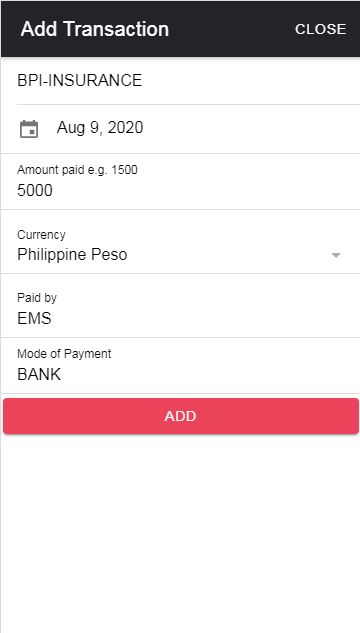 Add Transaction CLOSE
BPI-INSURANCE
Aug 9, 2020
Amount paid e.g. 1500
5000
Currency
Philippine Peso
Paid by
EMS
Mode of Payment
BANK
ADD